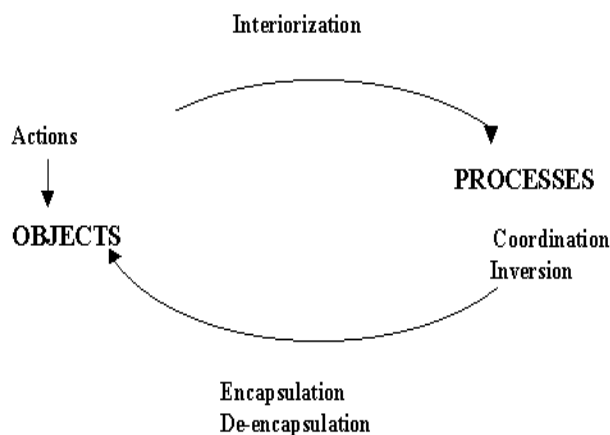 Interiorization
Actions
PROCESSES
OBJECTS
Coordination
Inversion
Encapsulation
De-encapsulation